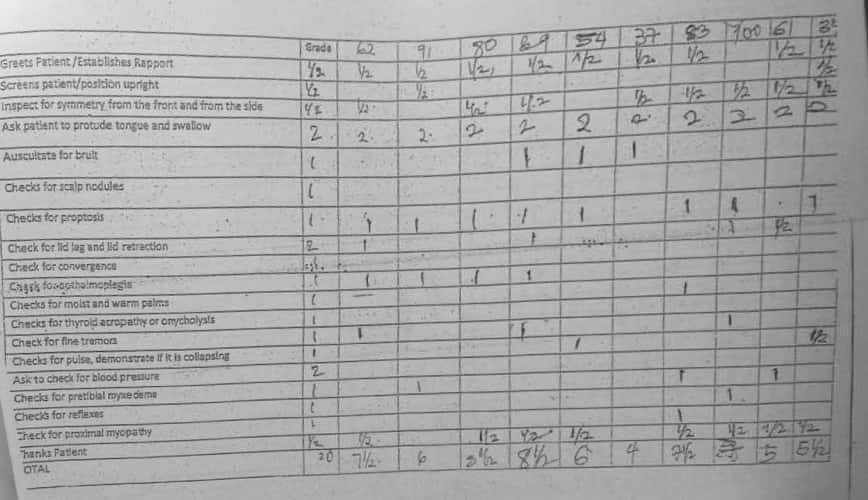 Grade 62 91 80 89 54 37 83 700 61
Greets Patient /Establishes Rapport 1/2 1/2 1/2 1/2, 1/2 1/2 1/2 1/2 1/2 1/2
Screens patient/position upright 1/2 1/2 1/2
Inspect for symmetry from the front and from the side 1/2 1/2 1/2 1/2 1/2 1/2 1/2 1/2 1/2
Ask patient to protude tongue and swallow 2 2 2 2 2 2 2 2 2 2 2
Auscultate for bruit 1 1 1 1
Checks for scalp nodules 1
Checks for proptosis 1 1 1 1 1 1 1 1 1
Check for lid lag and lid retraction 2 1 1 1 1/2
Check for convergence
Check for opthalmoplegia 1 1 1 1 1
Checks for moist and warm palms 1 1
Checks for thyroid acropathy or onycholysis 1 1
Check for fine tremors 1 1 1
Checks for pulse, demonstrate if it is collapsing 1 1 1/2
Ask to check for blood pressure 2 1 1
Checks for pretibial myxedema 1 1 1
Checks for reflexes 1 1
Check for proximal myopathy 1
Thanks Patient 1/2 1/2 1/2 1/2 1/2 1/2 1/2 1/2 1/2
OTAL 20 7 1/2 6 8 1/2 6 4 7 1/2 5 5 1/2